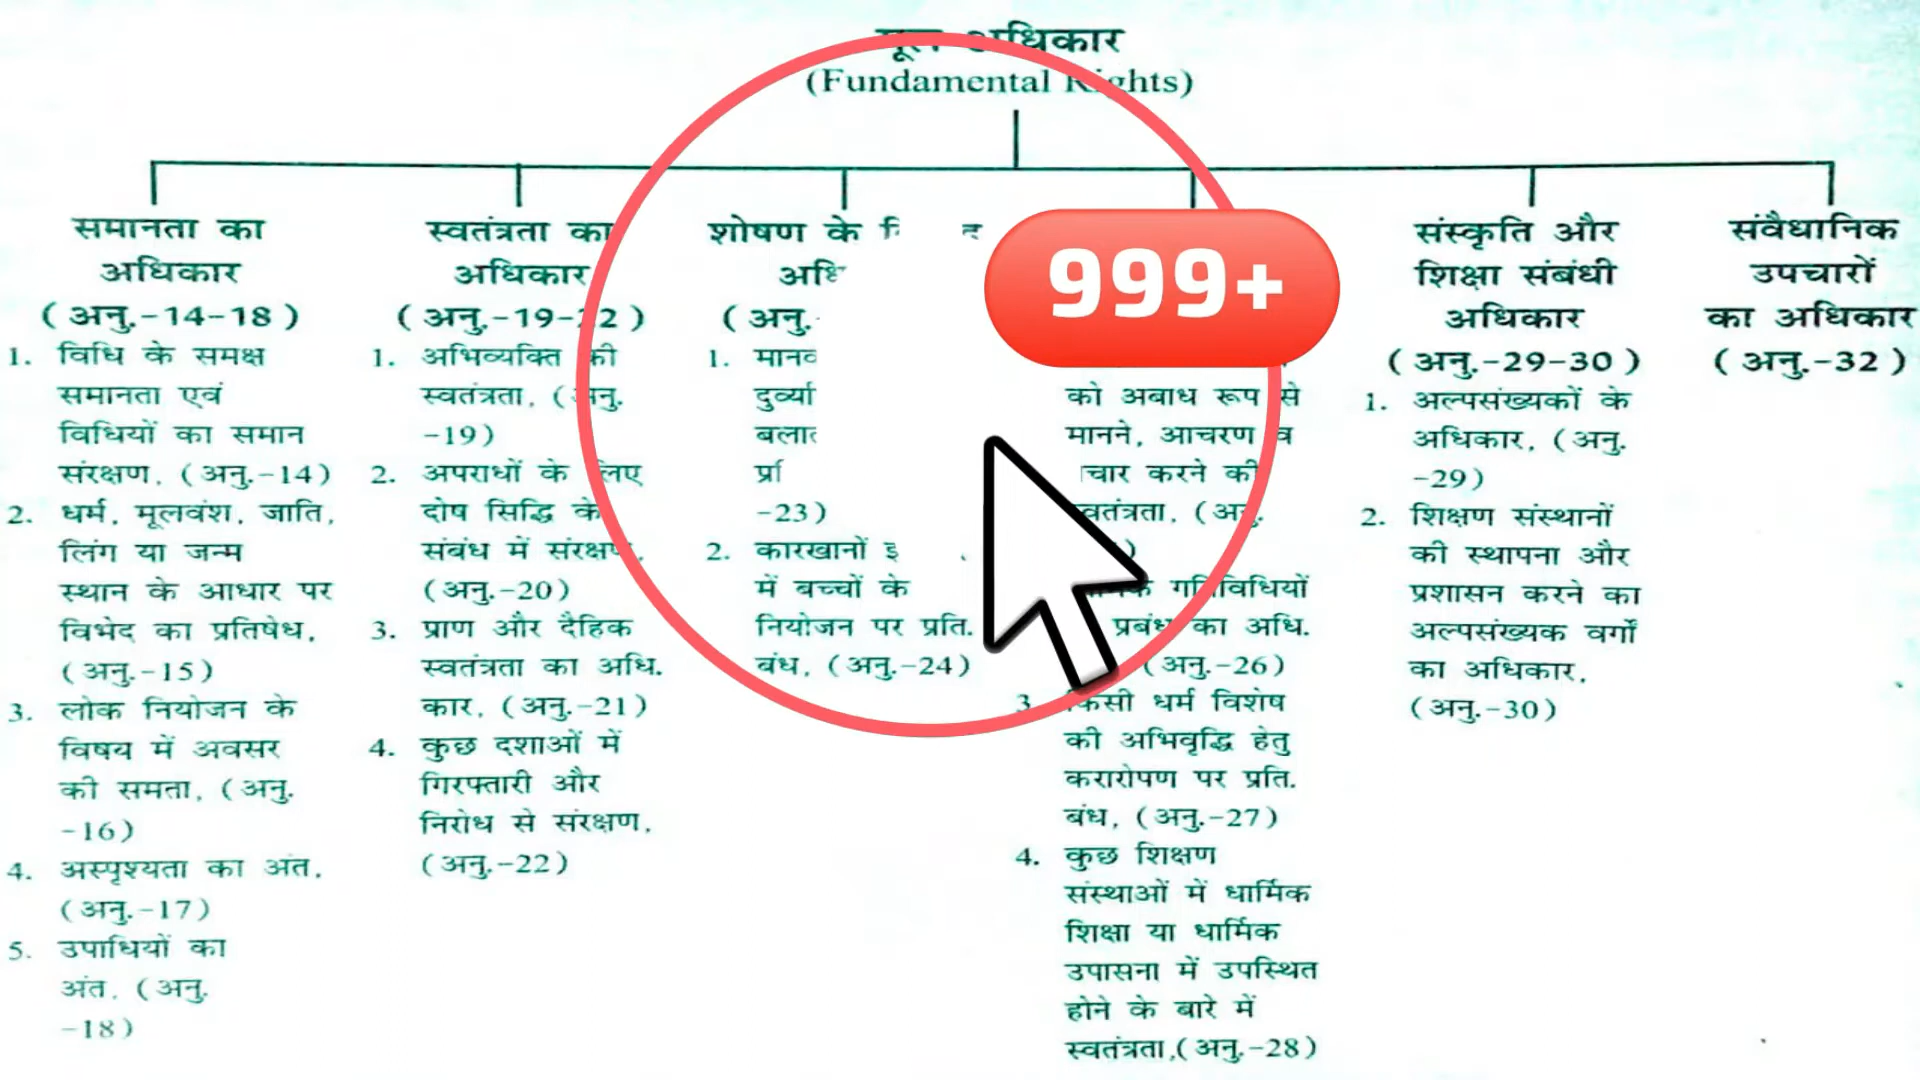 अधिकार
(Fundamental Rights)
समानता का
अधिकार
(अनु.-14-18)
1. विधि के समक्ष
समानता एवं
विधियों का समान
संरक्षण, (अनु.-14)
2. धर्म, मूलवंश, जाति,
लिंग या जन्म
स्थान के आधार पर
विभेद का प्रतिषेध,
(अनु.-15)
3. लोक नियोजन के
विषय में अवसर
की समता, (अनु.
-16)
4. अस्पृश्यता का अंत,
(अनु.-17)
5. उपाधियों का
अंत, (अनु.
-18)
स्वतंत्रता का
अधिकार
(अनु.-19-22)
1. अभिव्यक्ति की
स्वतंत्रता, (अनु.
-19)
2. अपराधों के लिए
दोष सिद्धि के
संबंध में संरक्षण,
(अनु.-20)
3. प्राण और दैहिक
स्वतंत्रता का अधि.
कार, (अनु.-21)
4. कुछ दशाओं में
गिरफ्तारी और
निरोध से संरक्षण,
(अनु.-22)
शोषण के
(अनु.
1.
-23)
2. कारखानों
में बच्चों के
नियोजन पर प्रति.
बंध, (अनु.-24)
999+
को अबाध रूप से
मानने, आचरण व
करने की
(अनु.
गतिविधियों
प्रबंध का अधि.
(अनु.-26)
3. किसी धर्म विशेष
की अभिवृद्धि हेतु
करारोपण पर प्रति.
बंध, (अनु.-27)
4. कुछ शिक्षण
संस्थाओं में धार्मिक
शिक्षा या धार्मिक
उपासना में उपस्थित
होने के बारे में
स्वतंत्रता,(अनु.-28)
संस्कृति और
शिक्षा संबंधी
अधिकार
(अनु.-29-30)
1. अल्पसंख्यकों के
अधिकार, (अनु.
-29)
2. शिक्षण संस्थानों
की स्थापना और
प्रशासन करने का
अल्पसंख्यक वर्गों
का अधिकार,
(अनु.-30)
संवैधानिक
उपचारों
का अधिकार
(अनु.-32)